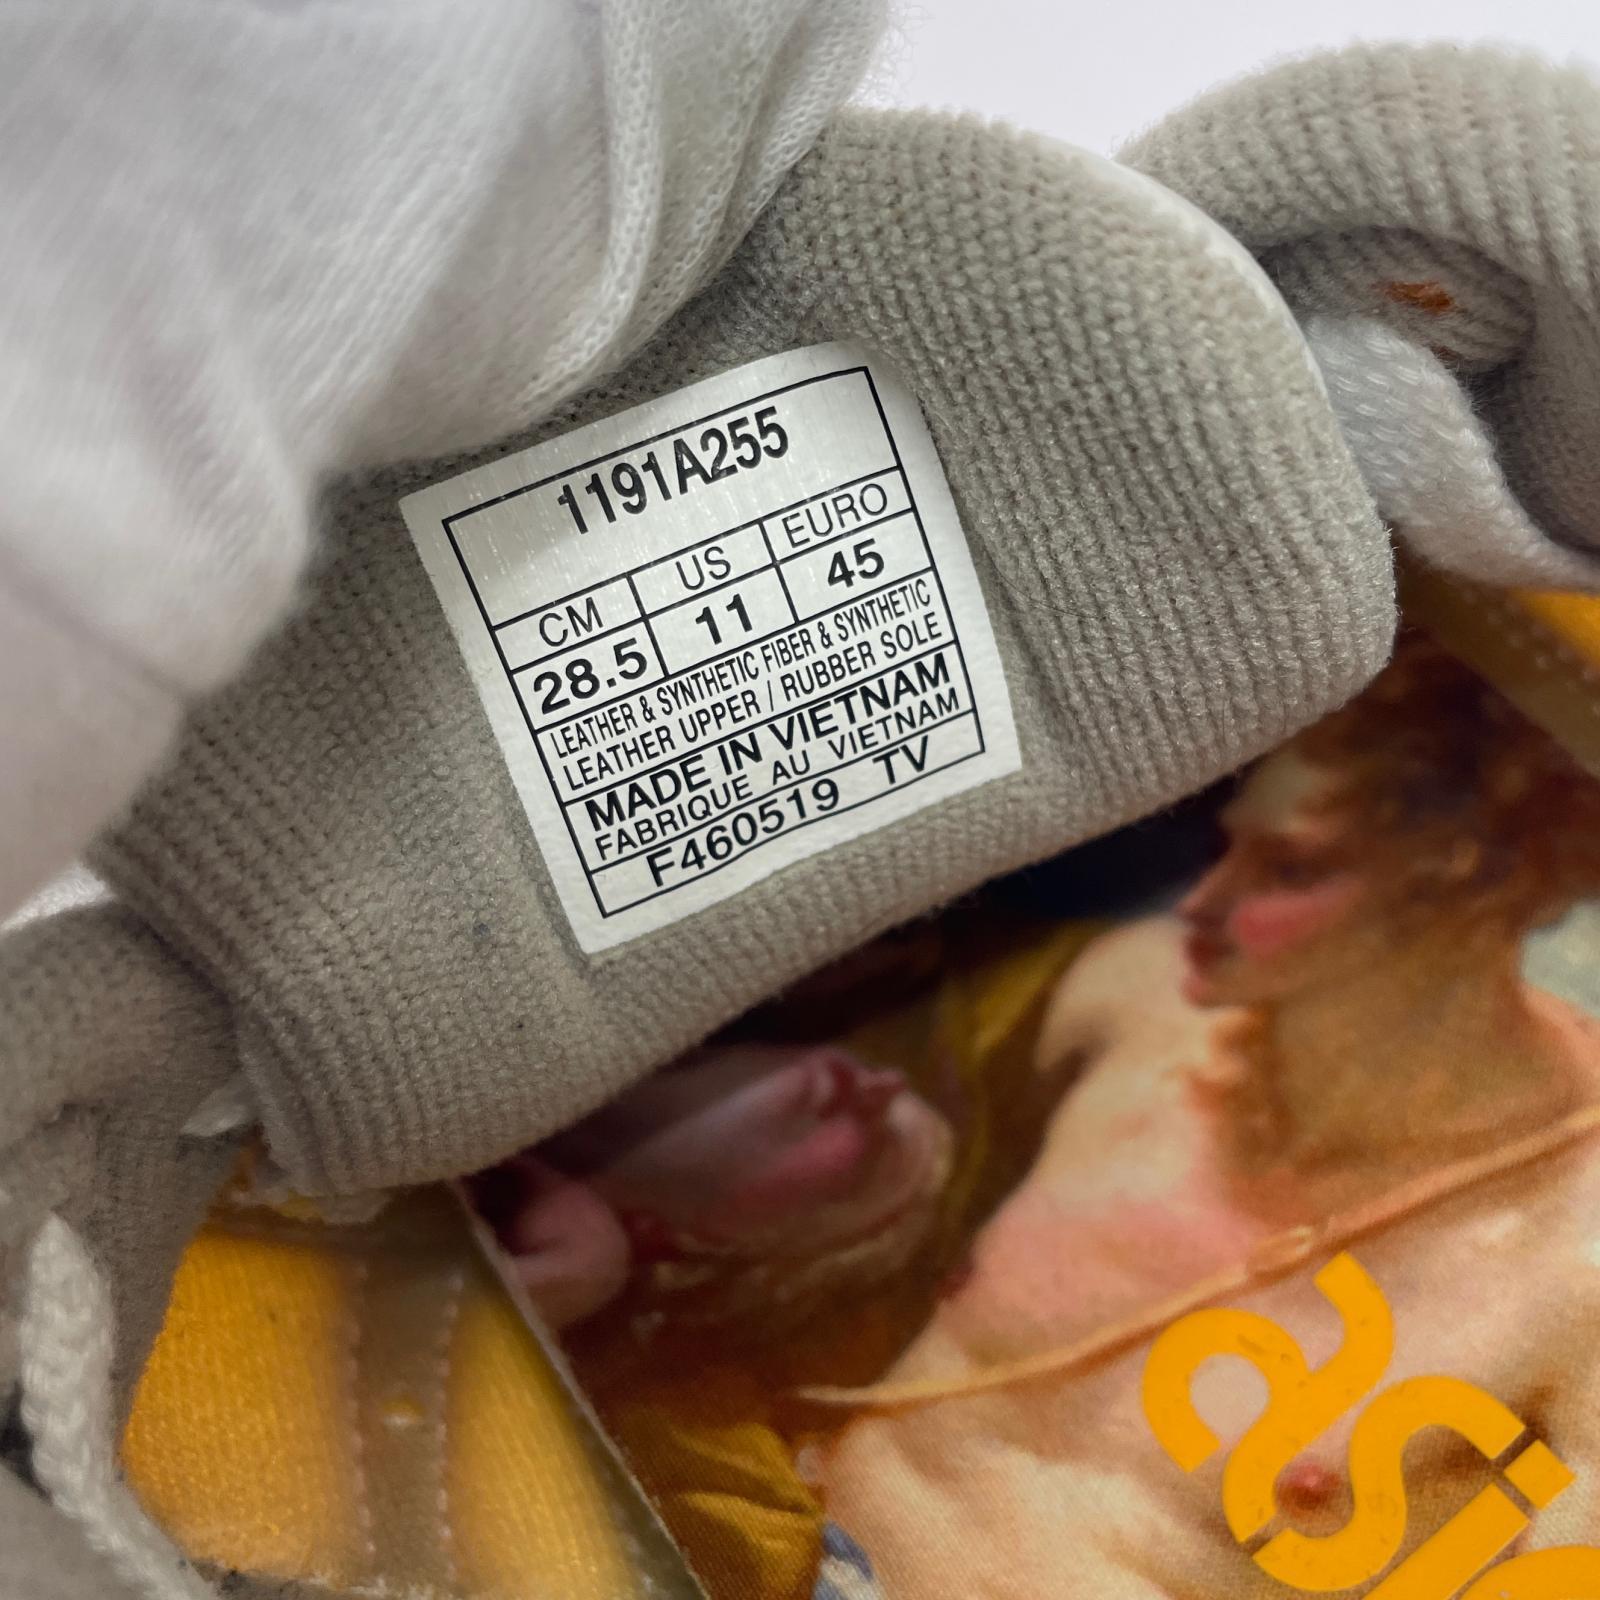 1191A255
CM US EURO
28.5 11 45
LEATHER & SYNTHETIC FIBER & SYNTHETIC
LEATHER UPPER / RUBBER SOLE
MADE IN VIETNAM
FABRIQUE AU VIETNAM
F460519 TV
asic